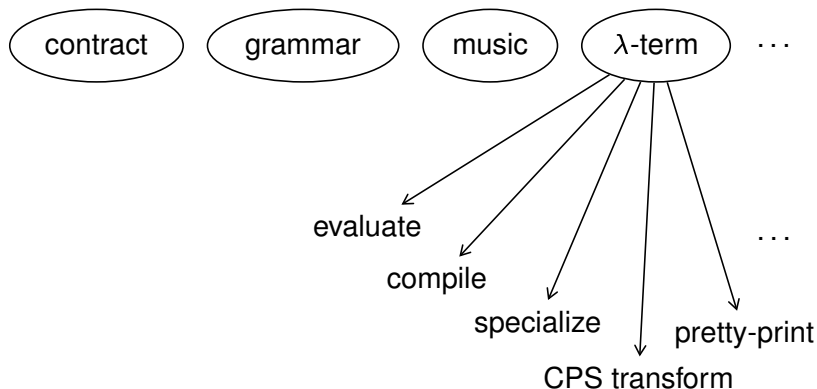 contract grammar music λ-term ...
evaluate ...
compile
specialize
pretty-print
CPS transform